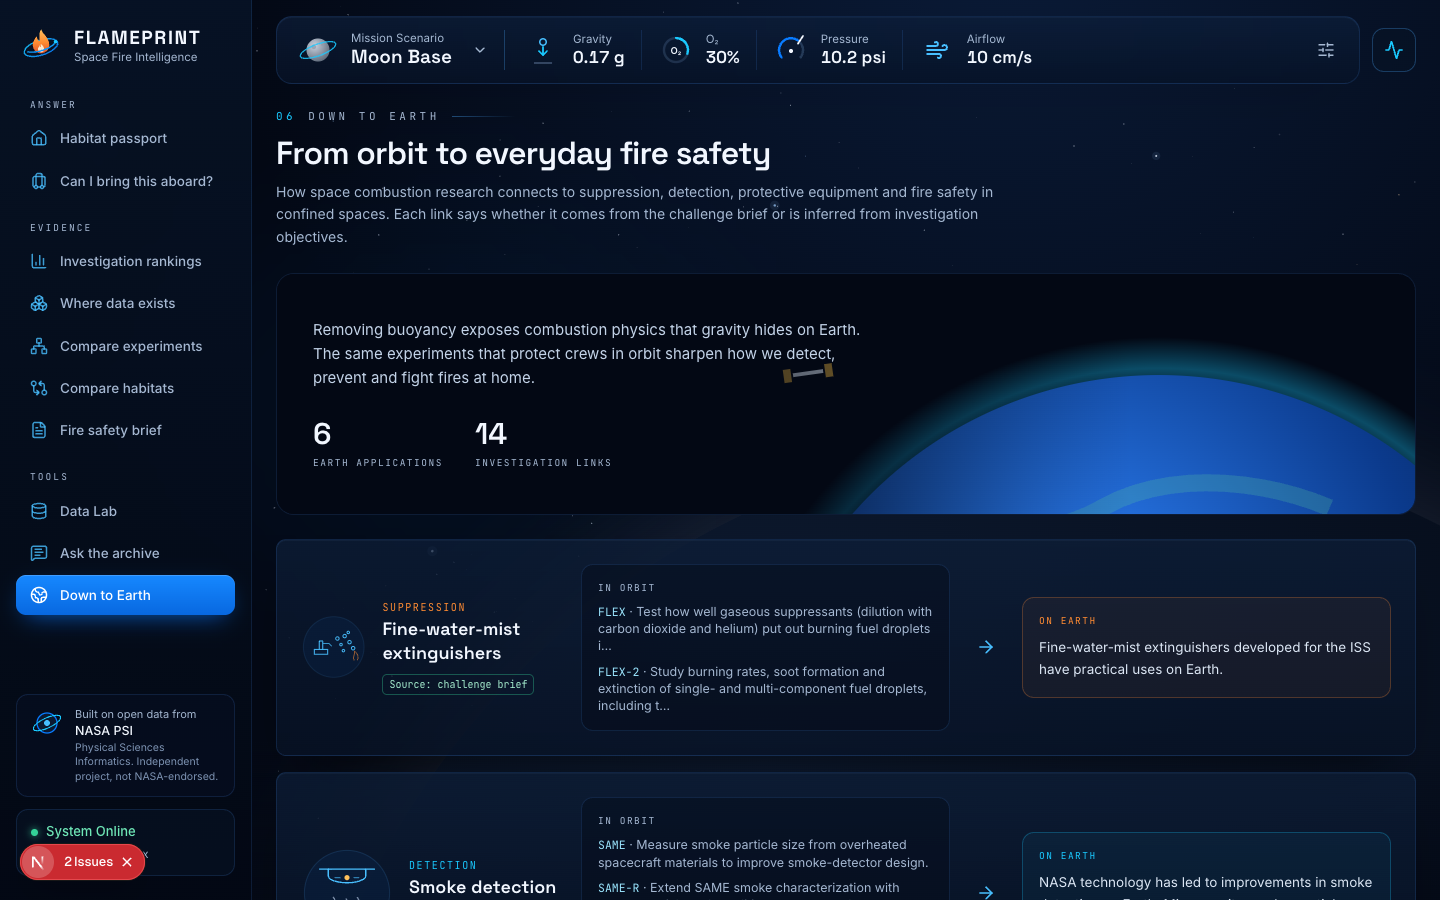 FLAMEPRINT
Space Fire Intelligence
ANSWER
Habitat passport
Can I bring this aboard?
EVIDENCE
Investigation rankings
Where data exists
Compare experiments
Compare habitats
Fire safety brief
TOOLS
Data Lab
Ask the archive
Down to Earth
Built on open data from
NASA PSI
Physical Sciences
Informatics. Independent
project, not NASA-endorsed.
System Online
N 2 Issues
Mission Scenario
Moon Base
Gravity
0.17 g
O₂
O₂
30%
Pressure
10.2 psi
Airflow
10 cm/s
06 DOWN TO EARTH
From orbit to everyday fire safety
How space combustion research connects to suppression, detection, protective equipment and fire safety in
confined spaces. Each link says whether it comes from the challenge brief or is inferred from investigation
objectives.
Removing buoyancy exposes combustion physics that gravity hides on Earth.
The same experiments that protect crews in orbit sharpen how we detect,
prevent and fight fires at home.
6
EARTH APPLICATIONS
14
INVESTIGATION LINKS
SUPPRESSION
Fine-water-mist
extinguishers
Source: challenge brief
IN ORBIT
FLEX · Test how well gaseous suppressants (dilution with
carbon dioxide and helium) put out burning fuel droplets
i...
FLEX-2 · Study burning rates, soot formation and
extinction of single- and multi-component fuel droplets,
including t...
ON EARTH
Fine-water-mist extinguishers developed for the ISS
have practical uses on Earth.
DETECTION
Smoke detection
IN ORBIT
SAME · Measure smoke particle size from overheated
spacecraft materials to improve smoke-detector design.
SAME-R · Extend SAME smoke characterization with
ON EARTH
NASA technology has led to improvements in smoke